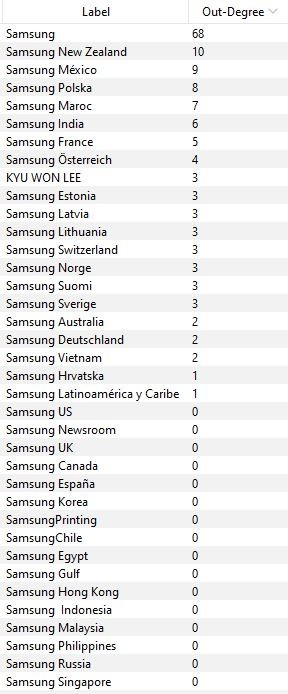 Label Out-Degree
Samsung 68
Samsung New Zealand 10
Samsung México 9
Samsung Polska 8
Samsung Maroc 7
Samsung India 6
Samsung France 5
Samsung Österreich 4
KYU WON LEE 3
Samsung Estonia 3
Samsung Latvia 3
Samsung Lithuania 3
Samsung Switzerland 3
Samsung Norge 3
Samsung Suomi 3
Samsung Sverige 3
Samsung Australia 2
Samsung Deutschland 2
Samsung Vietnam 2
Samsung Hrvatska 1
Samsung Latinoamérica y Caribe 1
Samsung US 0
Samsung Newsroom 0
Samsung UK 0
Samsung Canada 0
Samsung España 0
Samsung Korea 0
SamsungPrinting 0
SamsungChile 0
Samsung Egypt 0
Samsung Gulf 0
Samsung Hong Kong 0
Samsung  Indonesia 0
Samsung Malaysia 0
Samsung Philippines 0
Samsung Russia 0
Samsung Singapore 0